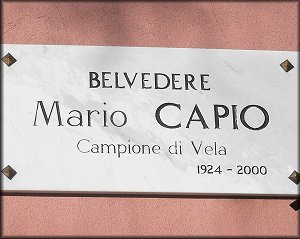 BELVEDERE
Mario CAPIO
Campione di Vela
1924 - 2000